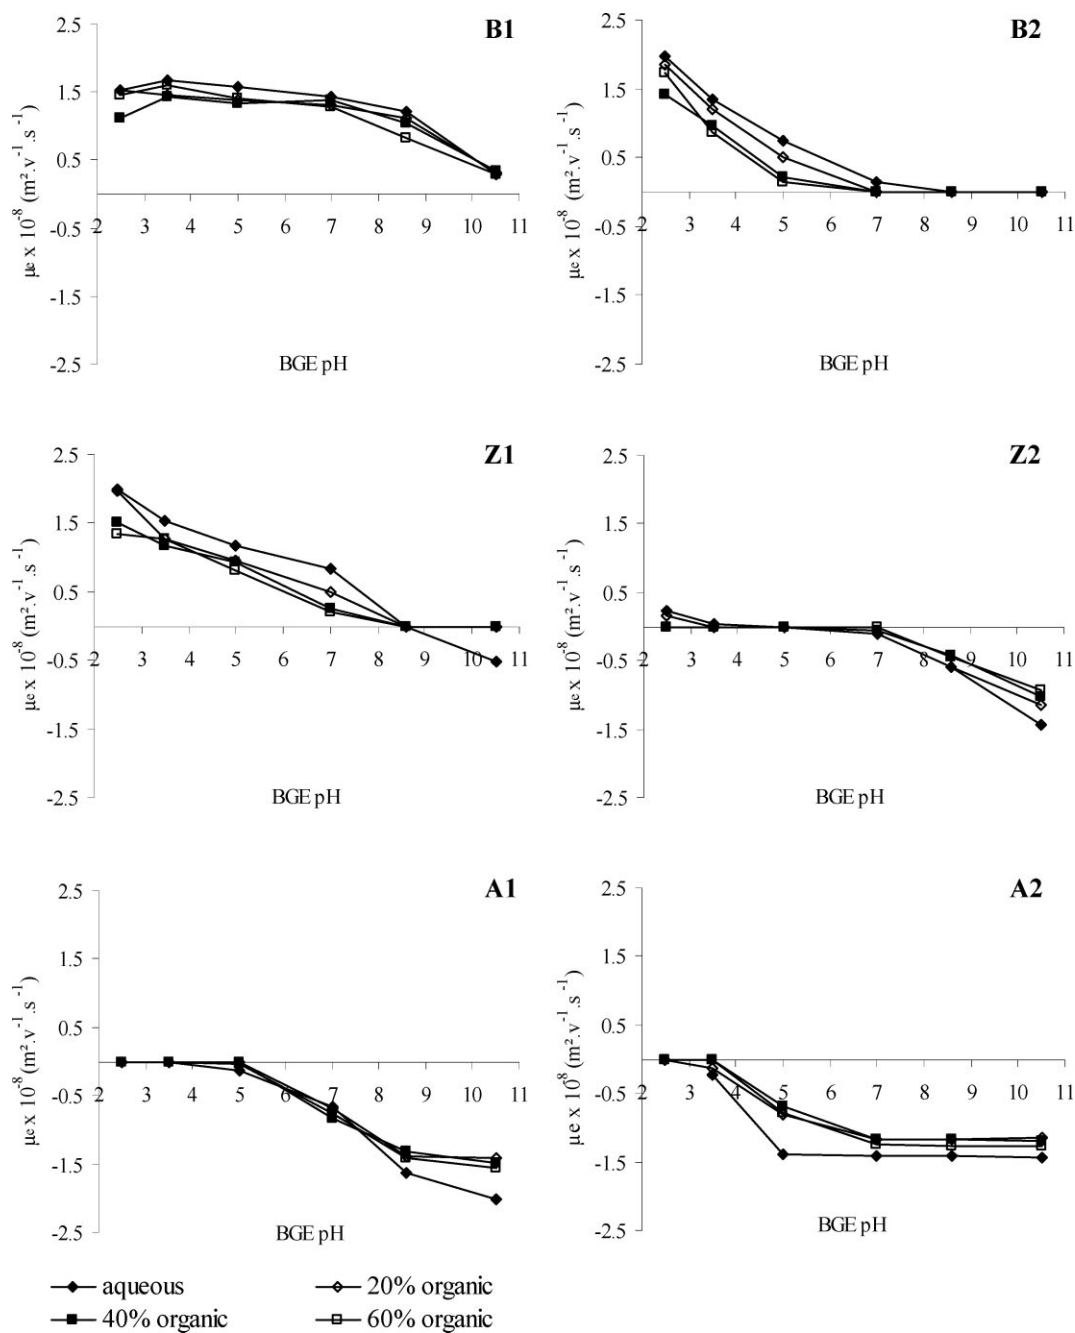 B1
2.5
1.5
0.5
-0.5
-1.5
-2.5
2 3 4 5 6 7 8 9 10 11
µe x 10⁻⁸ (m².v⁻¹.s⁻¹)
BGE pH
B2
2.5
1.5
0.5
-0.5
-1.5
-2.5
2 3 4 5 6 7 8 9 10 11
µe x 10⁻⁸ (m².v⁻¹.s⁻¹)
BGE pH
Z1
2.5
1.5
0.5
-0.5
-1.5
-2.5
2 3 4 5 6 7 8 9 10 11
µe x 10⁻⁸ (m².v⁻¹.s⁻¹)
BGE pH
Z2
2.5
1.5
0.5
-0.5
-1.5
-2.5
2 3 4 5 6 7 8 9 10 11
µe x 10⁻⁸ (m².v⁻¹.s⁻¹)
BGE pH
A1
2.5
1.5
0.5
-0.5
-1.5
-2.5
2 3 4 5 6 7 8 9 10 11
µe x 10⁻⁸ (m².v⁻¹.s⁻¹)
BGE pH
A2
2.5
1.5
0.5
-0.5
-1.5
-2.5
2 3 4 5 6 7 8 9 10 11
µe x 10⁻⁸ (m².v⁻¹.s⁻¹)
BGE pH
aqueous
20% organic
40% organic
60% organic